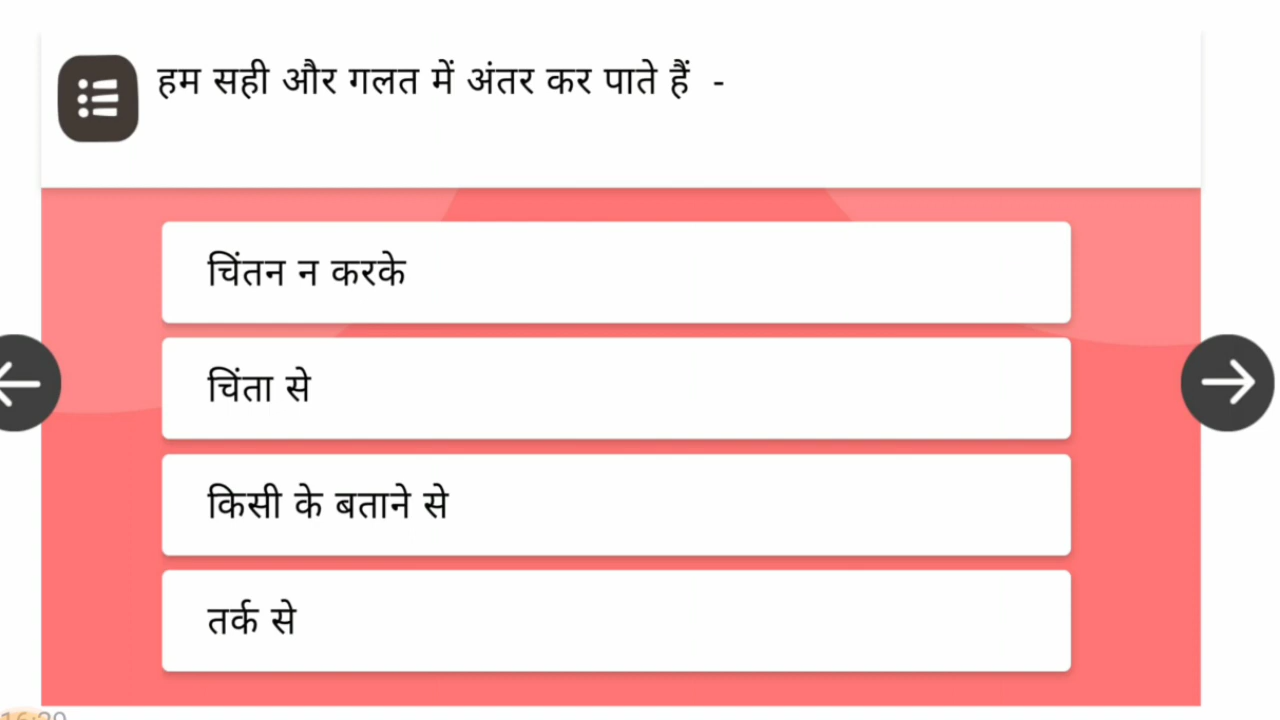 हम सही और गलत में अंतर कर पाते हैं -
चिंतन न करके
चिंता से
किसी के बताने से
तर्क से